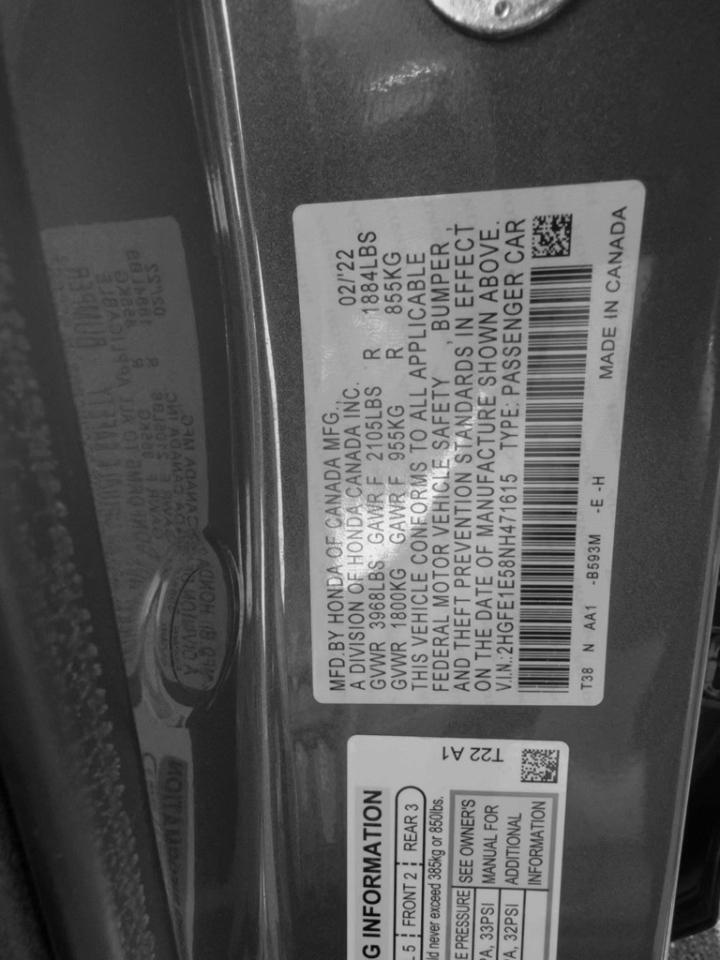 MFD.BY HONDA OF CANADA MFG., 02/'22
A DIVISION OF HONDA CANADA INC.
GVWR 3968LBS GAWR F 2105LBS R 1884LBS
GVWR 1800KG GAWR F 955KG R 855KG
THIS VEHICLE CONFORMS TO ALL APPLICABLE
FEDERAL MOTOR VEHICLE SAFETY, BUMPER,
AND THEFT PREVENTION STANDARDS IN EFFECT
ON THE DATE OF MANUFACTURE SHOWN ABOVE.
V.I.N.:2HGFE1E58NH471615 TYPE: PASSENGER CAR
T38 N AA1 -B593M -E -H MADE IN CANADA
T22 A1
G INFORMATION
5 FRONT 2 REAR 3
never exceed 385kg or 850lbs.
PRESSURE SEE OWNER'S
33PSI MANUAL FOR
32PSI ADDITIONAL
INFORMATION